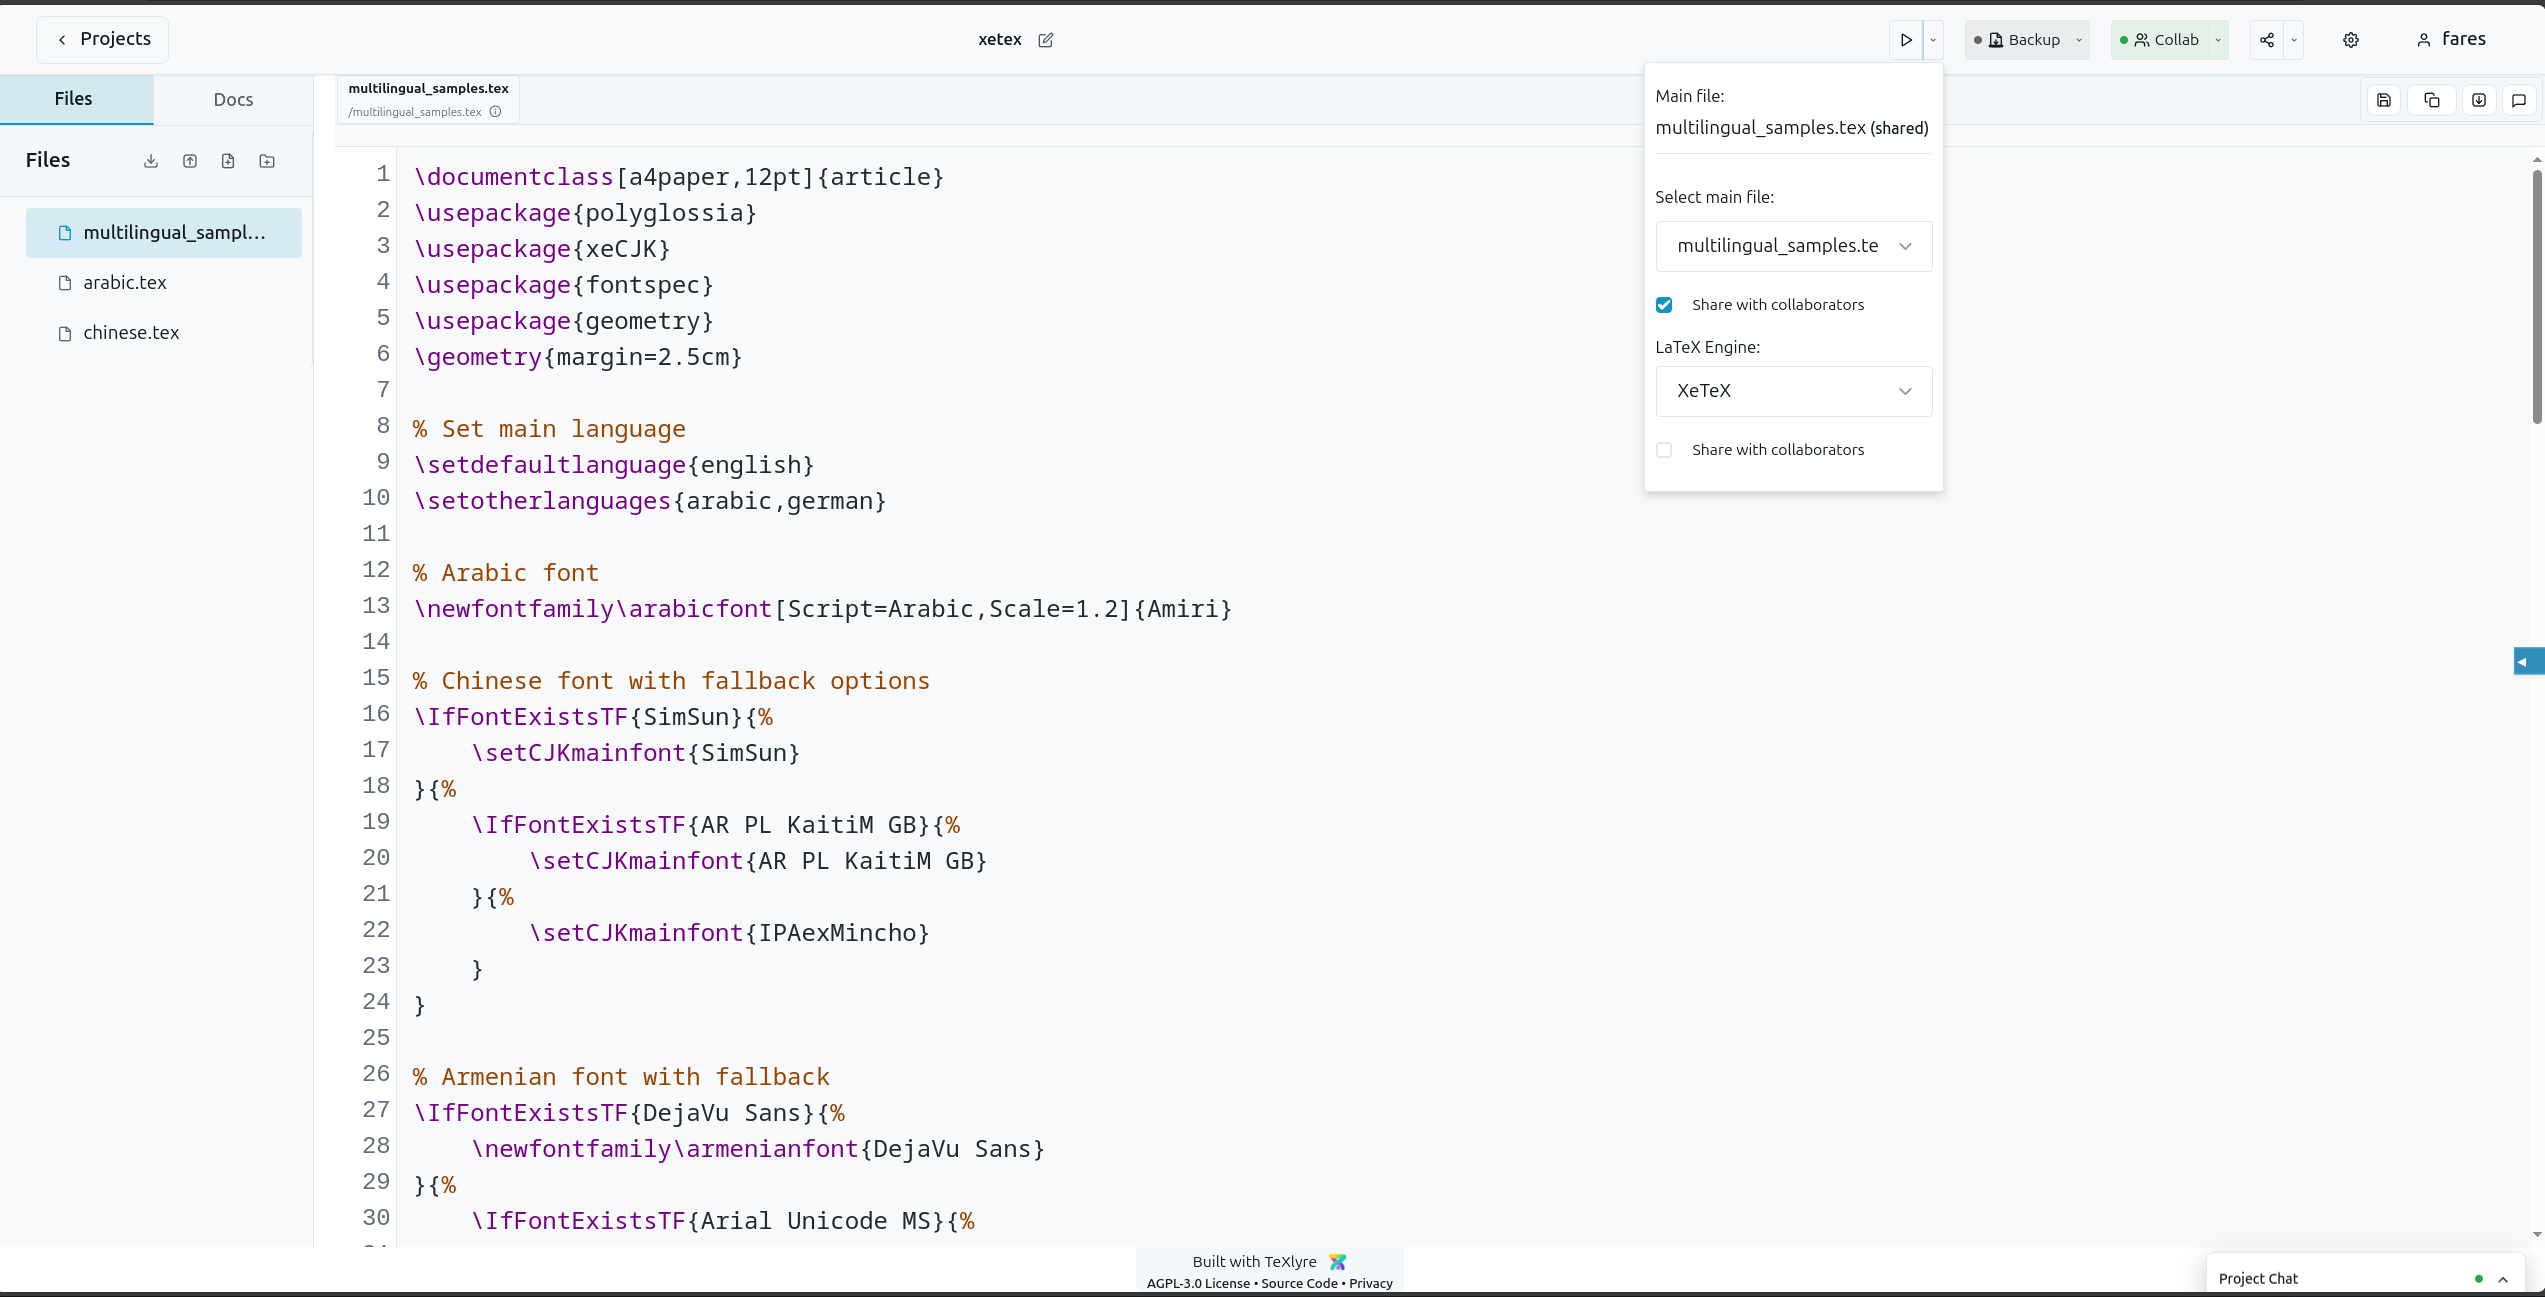 Projects
xetex
Backup
Collab
fares
Files
Docs
multilingual_samples.tex
/multilingual_samples.tex
Files
multilingual_sampl...
arabic.tex
chinese.tex
Main file:
multilingual_samples.tex (shared)
Select main file:
multilingual_samples.te
Share with collaborators
LaTeX Engine:
XeTeX
Share with collaborators
1 \documentclass[a4paper,12pt]{article}
2 \usepackage{polyglossia}
3 \usepackage{xeCJK}
4 \usepackage{fontspec}
5 \usepackage{geometry}
6 \geometry{margin=2.5cm}
7
8 % Set main language
9 \setdefaultlanguage{english}
10 \setotherlanguages{arabic,german}
11
12 % Arabic font
13 \newfontfamily\arabicfont[Script=Arabic,Scale=1.2]{Amiri}
14
15 % Chinese font with fallback options
16 \IfFontExistsTF{SimSun}{%
17 \setCJKmainfont{SimSun}
18 }{%
19 \IfFontExistsTF{AR PL KaitiM GB}{%
20 \setCJKmainfont{AR PL KaitiM GB}
21 }{%
22 \setCJKmainfont{IPAexMincho}
23 }
24 }
25
26 % Armenian font with fallback
27 \IfFontExistsTF{DejaVu Sans}{%
28 \newfontfamily\armenianfont{DejaVu Sans}
29 }{%
30 \IfFontExistsTF{Arial Unicode MS}{%
Built with TeXlyre
AGPL-3.0 License • Source Code • Privacy
Project Chat